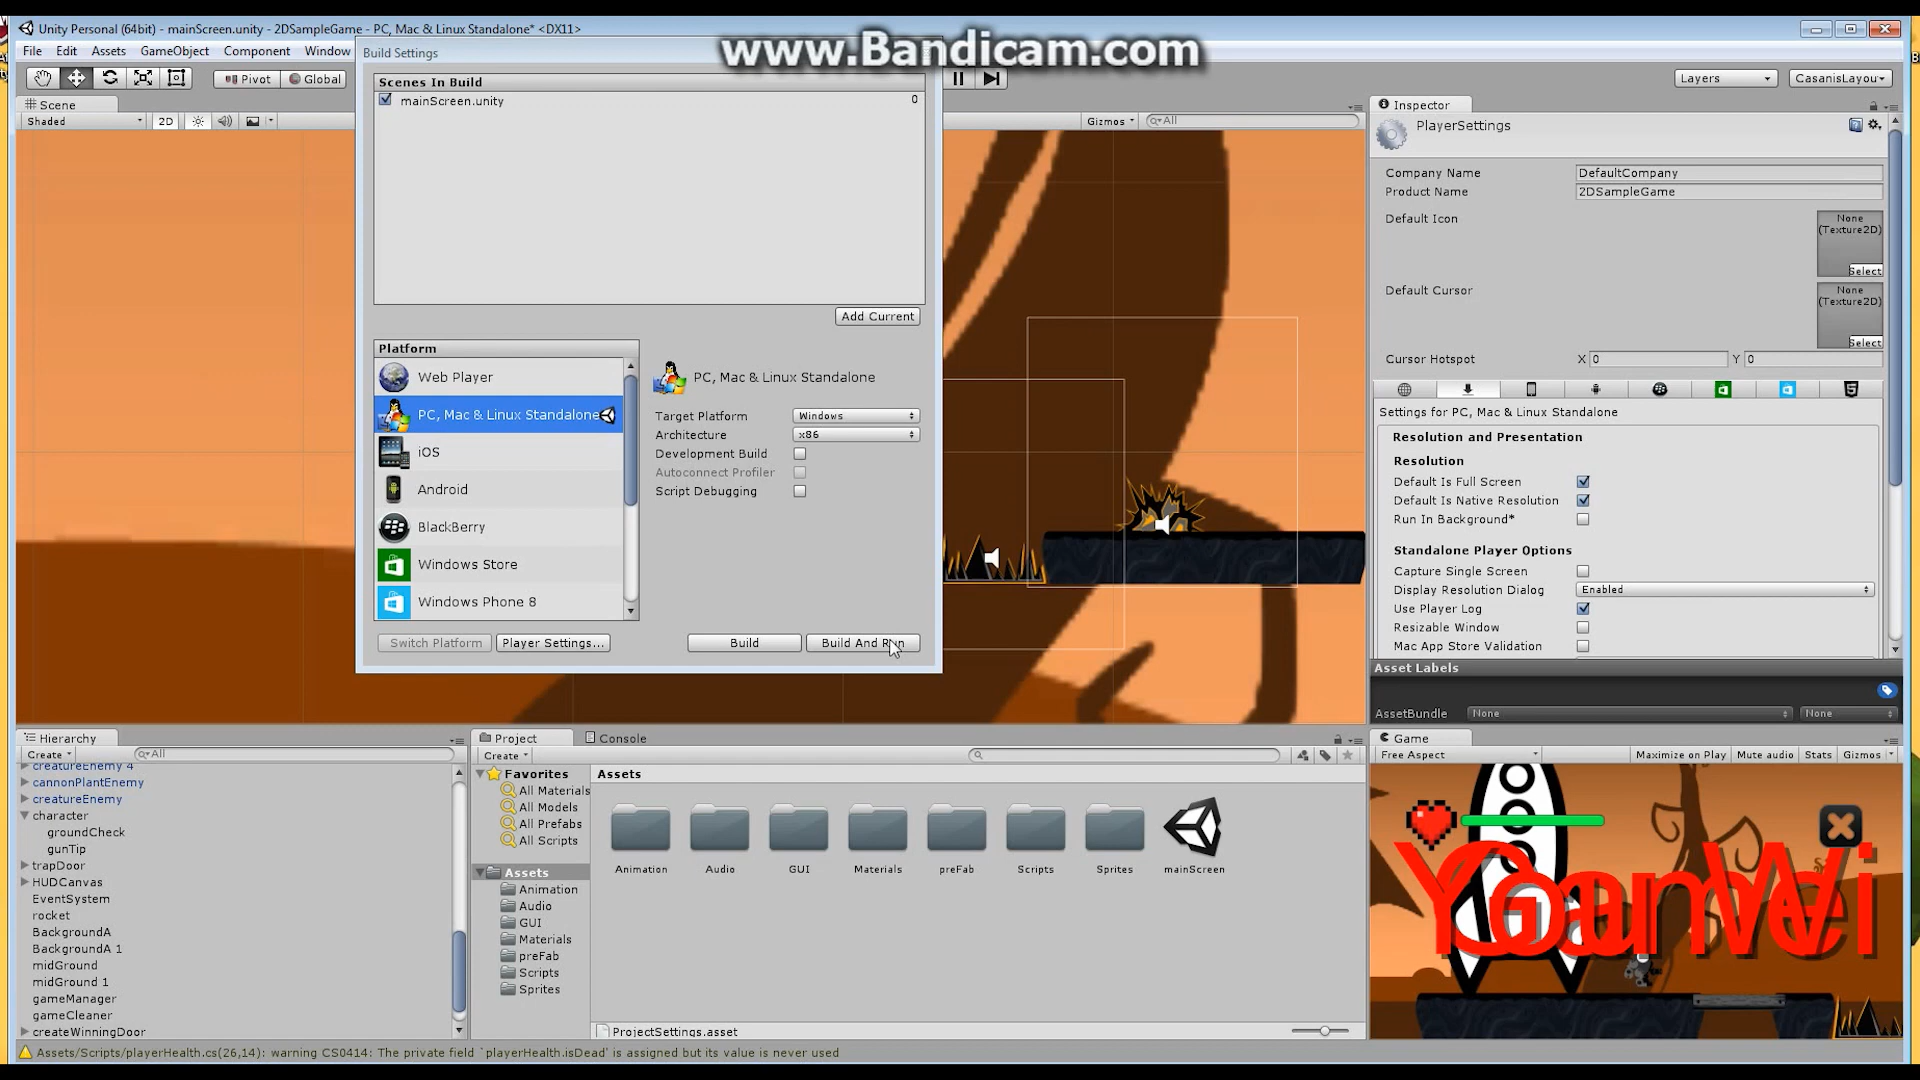 Unity Personal (64bit) - mainScreen.unity - 2DSampleGame - PC, Mac & Linux Standalone* <DX11>
www.Bandicam.com
File Edit Assets GameObject Component Window
Build Settings
Pivot Global
Layers CasanisLayou
Scene
Shaded 2D
Gizmos All
Scenes In Build
mainScreen.unity 0
Add Current
Platform
Web Player
PC, Mac & Linux Standalone
iOS
Android
BlackBerry
Windows Store
Windows Phone 8
PC, Mac & Linux Standalone
Target Platform Windows
Architecture x86
Development Build
Autoconnect Profiler
Script Debugging
Switch Platform Player Settings... Build Build And Run
Inspector
PlayerSettings
Company Name DefaultCompany
Product Name 2DSampleGame
Default Icon None (Texture2D) Select
Default Cursor None (Texture2D) Select
Cursor Hotspot X 0 Y 0
Settings for PC, Mac & Linux Standalone
Resolution and Presentation
Resolution
Default Is Full Screen
Default Is Native Resolution
Run In Background*
Standalone Player Options
Capture Single Screen
Display Resolution Dialog Enabled
Use Player Log
Resizable Window
Mac App Store Validation
Asset Labels
AssetBundle None None
Hierarchy
Create All
creatureEnemy 4
cannonPlantEnemy
creatureEnemy
character
groundCheck
gunTip
trapDoor
HUDCanvas
EventSystem
rocket
BackgroundA
BackgroundA 1
midGround
midGround 1
gameManager
gameCleaner
createWinningDoor
Project Console
Create
Favorites
All Materials
All Models
All Prefabs
All Scripts
Assets
Animation
Audio
GUI
Materials
preFab
Scripts
Sprites
Assets
Animation Audio GUI Materials preFab Scripts Sprites mainScreen
ProjectSettings.asset
Game
Free Aspect Maximize on Play Mute audio Stats Gizmos
Assets/Scripts/playerHealth.cs(26,14): warning CS0414: The private field `playerHealth.isDead' is assigned but its value is never used